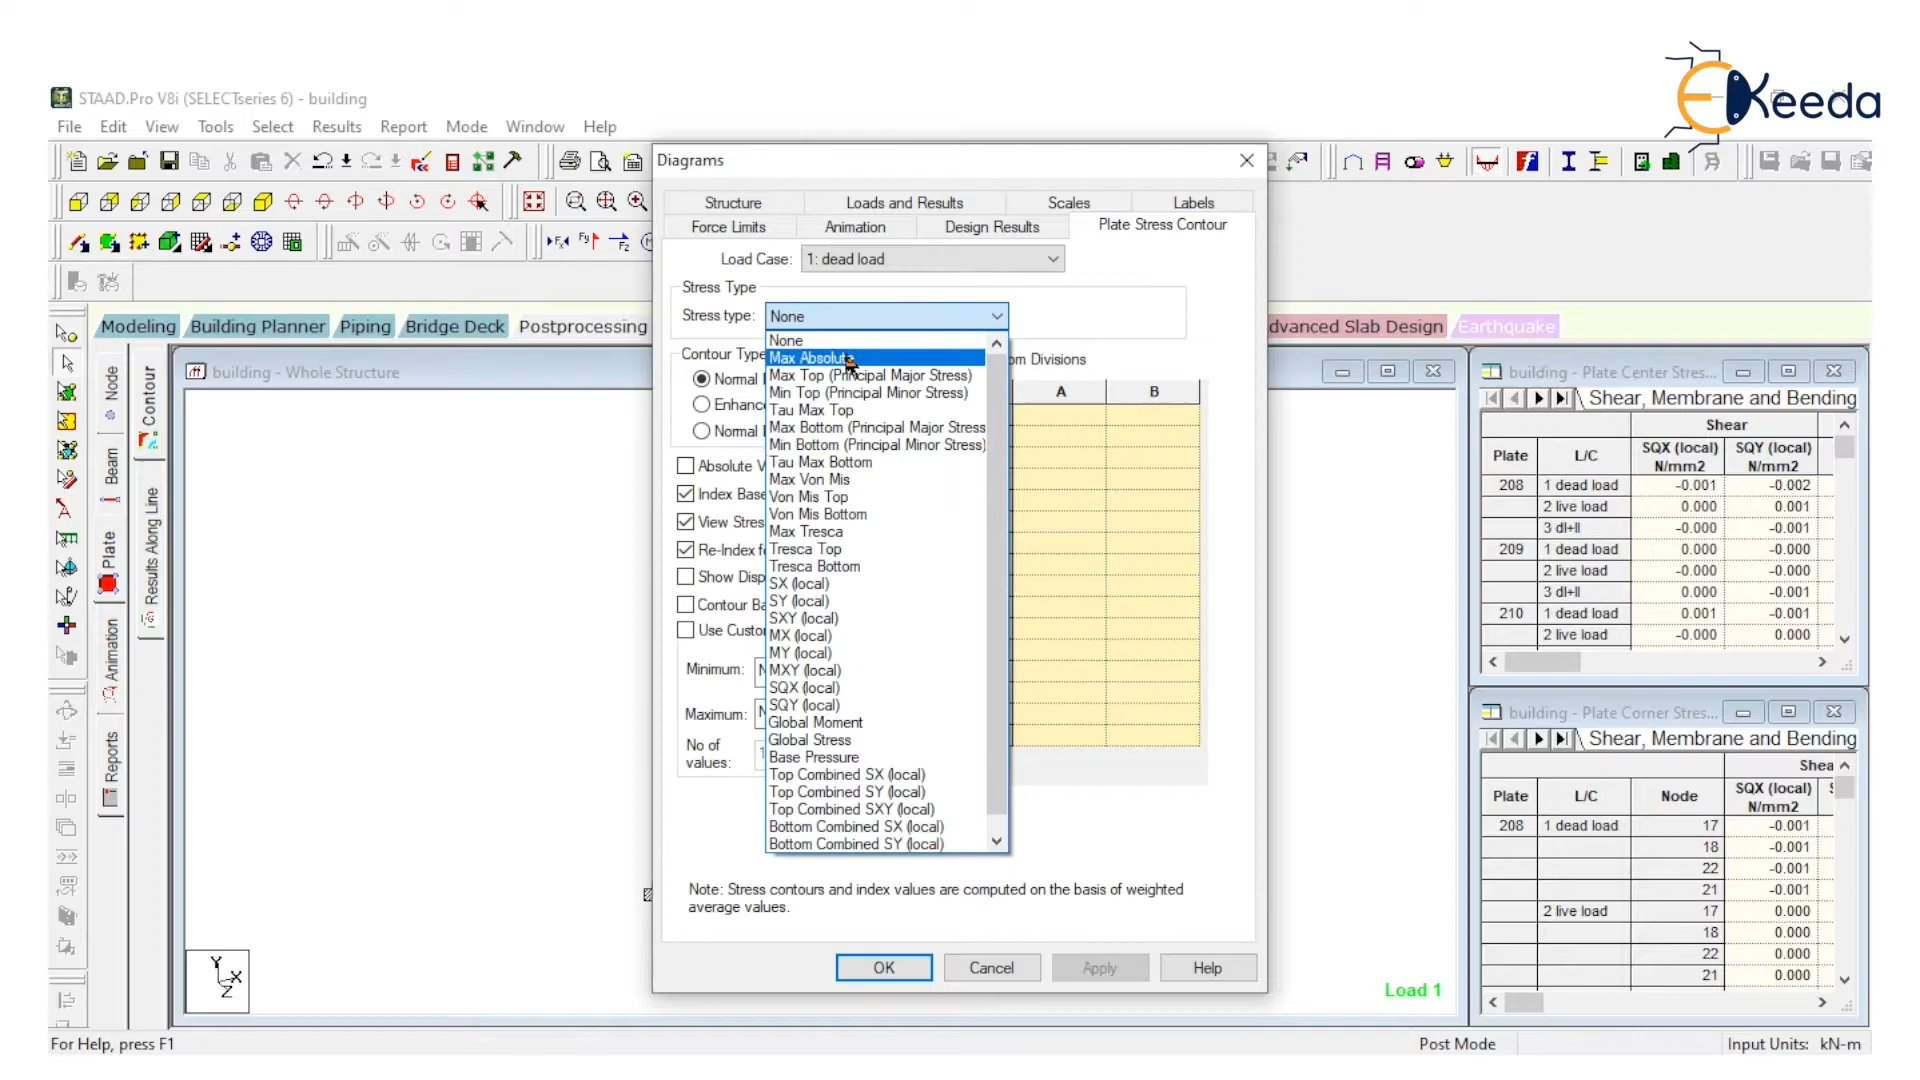 EKeeda
STAAD.Pro V8i (SELECTseries 6) - building
File Edit View Tools Select Results Report Mode Window Help
Diagrams
Structure Loads and Results Scales Labels
Force Limits Animation Design Results Plate Stress Contour
Load Case: 1: dead load
Stress Type
Stress type: None
None
Max Absolute
Max Top (Principal Major Stress)
Min Top (Principal Minor Stress)
Tau Max Top
Max Bottom (Principal Major Stress
Min Bottom (Principal Minor Stress)
Tau Max Bottom
Max Von Mis
Von Mis Top
Von Mis Bottom
Max Tresca
Tresca Top
Tresca Bottom
SX (local)
SY (local)
SXY (local)
MX (local)
MY (local)
MXY (local)
SQX (local)
SQY (local)
Global Moment
Global Stress
Base Pressure
Top Combined SX (local)
Top Combined SY (local)
Top Combined SXY (local)
Bottom Combined SX (local)
Bottom Combined SY (local)
Contour Type
Normal
Enhanc
Normal
Absolute V
Index Base
View Stres
Re-Index f
Show Disp
Contour Ba
Use Custo
Minimum:
Maximum:
No of
values:
om Divisions
A B
Note: Stress contours and index values are computed on the basis of weighted
average values.
OK Cancel Apply Help
Modeling Building Planner Piping Bridge Deck Postprocessing
dvanced Slab Design Earthquake
Node
Beam
Plate
Animation
Reports
Contour
Results Along Line
building - Whole Structure
Y
X
Z
Load 1
building - Plate Center Stres...
Shear, Membrane and Bending
Shear
Plate L/C SQX (local) SQY (local)
N/mm2 N/mm2
208 1 dead load -0.001 -0.002
2 live load 0.000 0.001
3 dl+ll -0.000 -0.001
209 1 dead load 0.000 -0.000
2 live load -0.000 -0.000
3 dl+ll 0.000 -0.000
210 1 dead load 0.001 -0.001
2 live load -0.000 0.000
building - Plate Corner Stres...
Shear, Membrane and Bending
Shea
Plate L/C Node SQX (local) S
N/mm2
208 1 dead load 17 -0.001
18 -0.001
22 -0.001
21 -0.001
2 live load 17 0.000
18 0.000
22 0.000
21 0.000
For Help, press F1
Post Mode
Input Units: kN-m